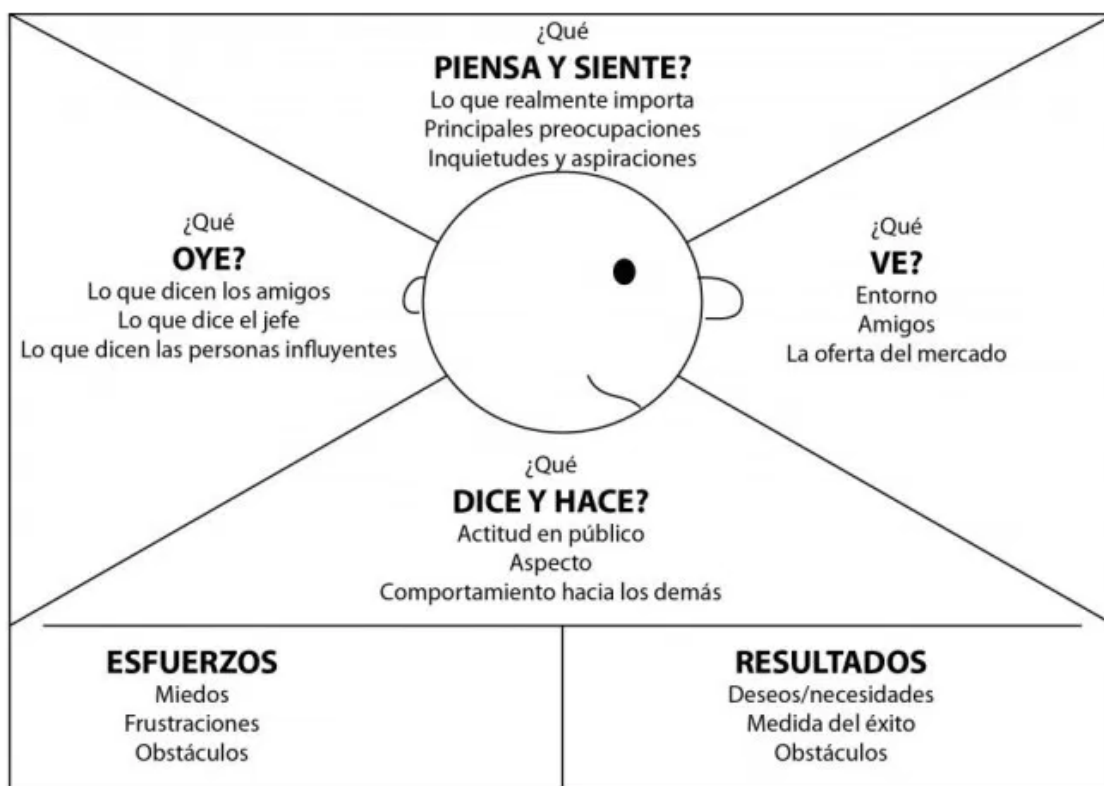 ¿Qué
PIENSA Y SIENTE?
Lo que realmente importa
Principales preocupaciones
Inquietudes y aspiraciones
¿Qué
OYE?
Lo que dicen los amigos
Lo que dice el jefe
Lo que dicen las personas influyentes
¿Qué
VE?
Entorno
Amigos
La oferta del mercado
¿Qué
DICE Y HACE?
Actitud en público
Aspecto
Comportamiento hacia los demás
ESFUERZOS
Miedos
Frustraciones
Obstáculos
RESULTADOS
Deseos/necesidades
Medida del éxito
Obstáculos